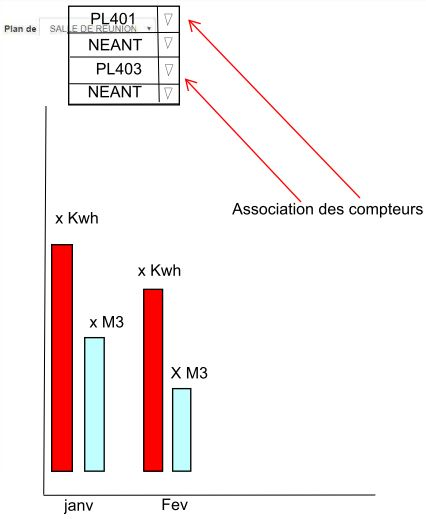 PL401
Plan de SALLE DE REUNION
NEANT
PL403
NEANT
Association des compteurs
x Kwh
x Kwh
x M3
X M3
janv Fev